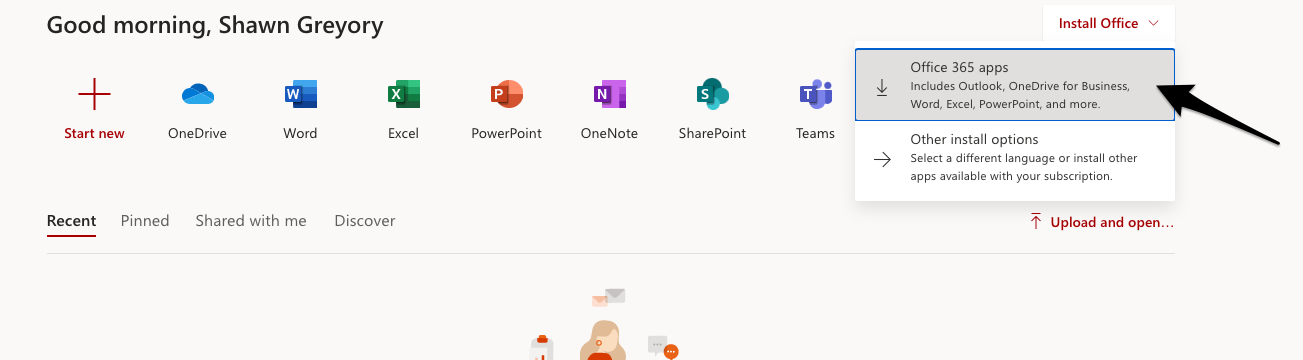 Good morning, Shawn Greyory
Install Office
Office 365 apps
Includes Outlook, OneDrive for Business,
Word, Excel, PowerPoint, and more.
Other install options
Select a different language or install other
apps available with your subscription.
Start new
OneDrive
W
Word
X
Excel
P
PowerPoint
N
OneNote
S
SharePoint
T
Teams
Recent Pinned Shared with me Discover
Upload and open...